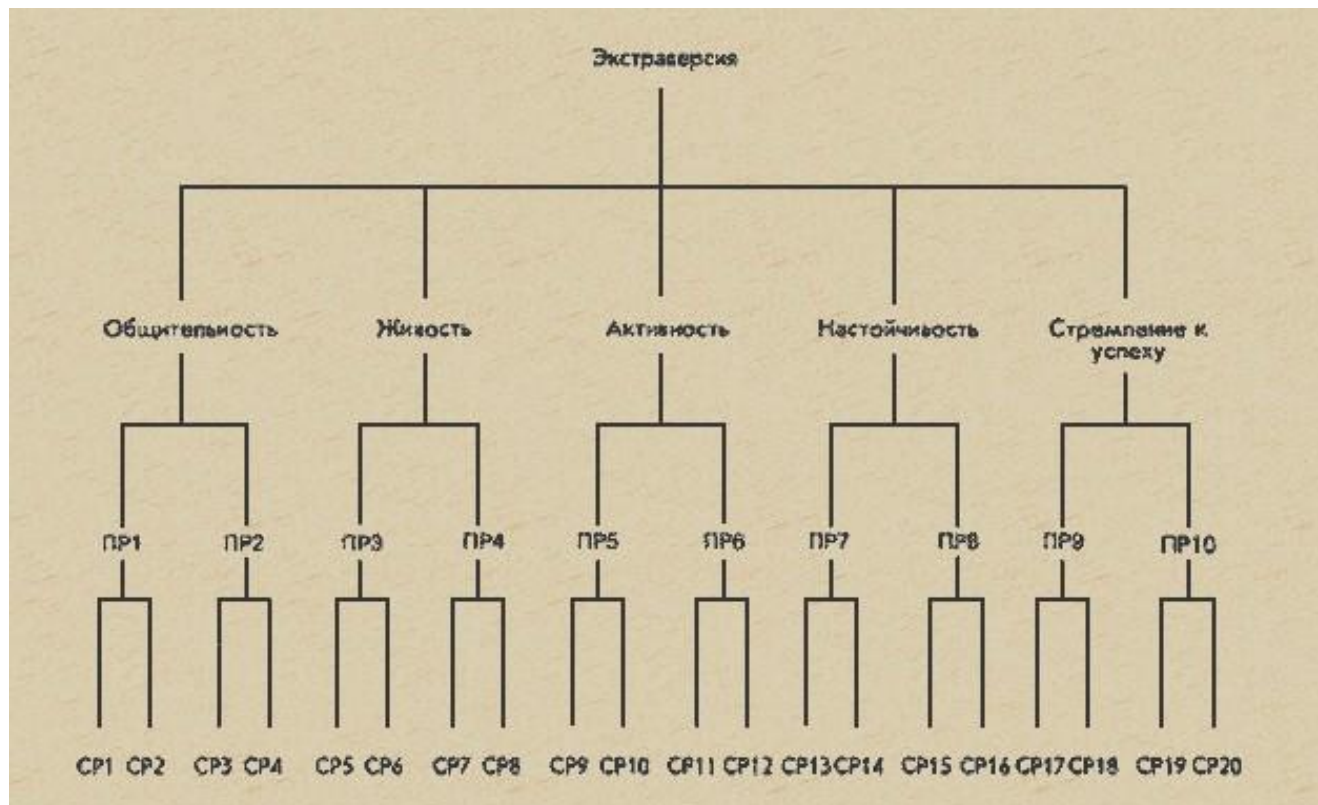 Экстраверсия
Общительность Живость Активность Настойчивость Стремление к
успеху
ПР1 ПР2 ПР3 ПР4 ПР5 ПР6 ПР7 ПР8 ПР9 ПР10
СР1 СР2 СР3 СР4 СР5 СР6 СР7 СР8 СР9 СР10 СР11 СР12 СР13 СР14 СР15 СР16 СР17 СР18 СР19 СР20